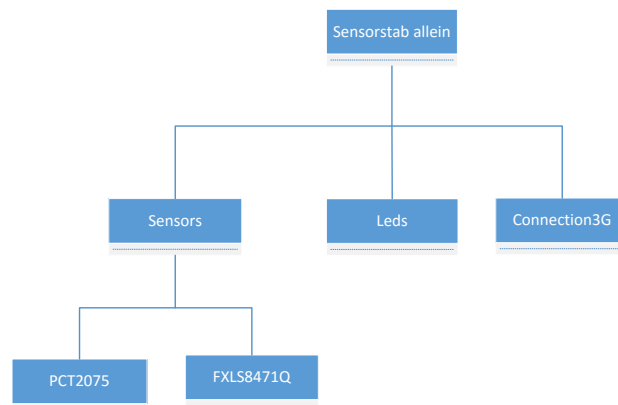 Sensorstab allein
Sensors
Leds
Connection3G
PCT2075
FXLS8471Q